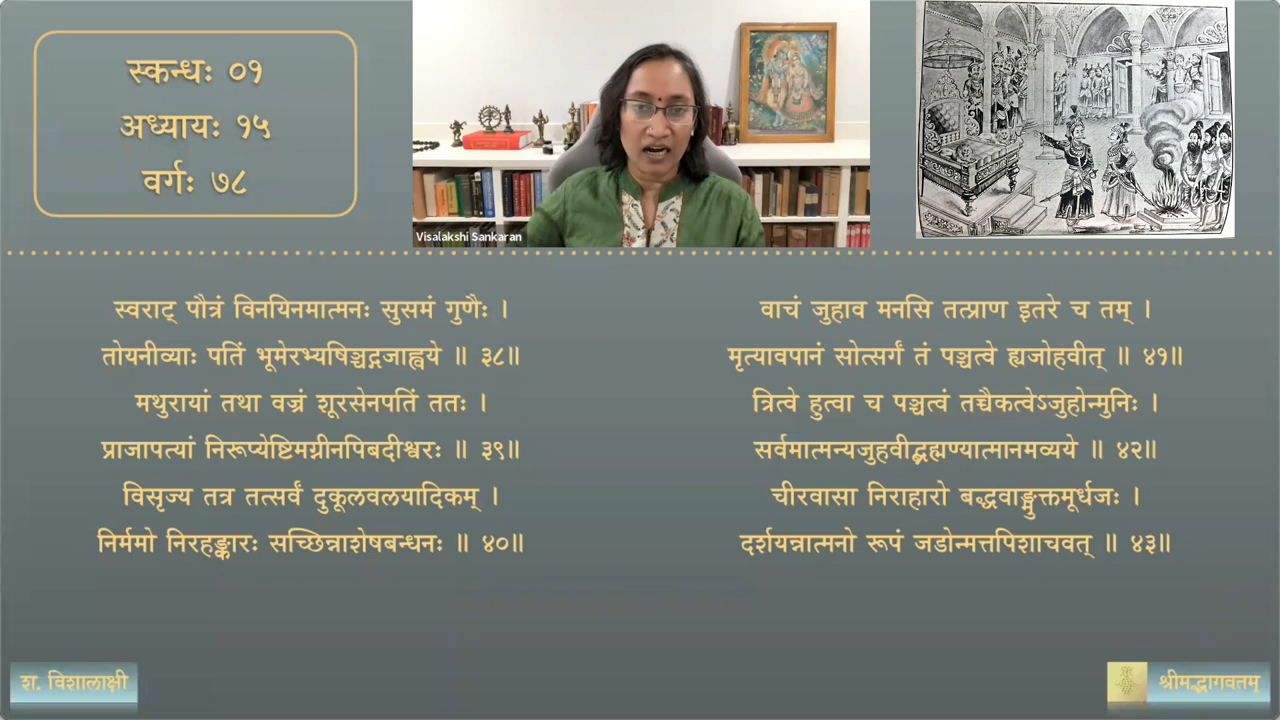 स्कन्धः ०१
अध्यायः १५
वर्गः ७८
Visalakshi Sankaran
स्वराट् पौत्रं विनयिनमात्मनः सुसमं गुणैः ।
तोयनीव्याः पतिं भूमेरभ्यषिञ्चद्गजाह्वये ॥ ३८॥
मथुरायां तथा वज्रं शूरसेनपतिं ततः ।
प्राजापत्यां निरूप्येष्टिमग्नीनपिबदीश्वरः ॥ ३९॥
विसृज्य तत्र तत्सर्वं दुकूलवलयादिकम् ।
निर्ममो निरहङ्कारः सच्छिन्नाशेषबन्धनः ॥ ४०॥
वाचं जुहाव मनसि तत्प्राण इतरे च तम् ।
मृत्यावपानं सोत्सर्गं तं पञ्चत्वे ह्यजोहवीत् ॥ ४१॥
त्रित्वे हुत्वा च पञ्चत्वं तच्चैकत्वेऽजुहोन्मुनिः ।
सर्वमात्मन्यजुहवीद्ब्रह्मण्यात्मानमव्यये ॥ ४२॥
चीरवासा निराहारो बद्धवाङ्मुक्तमूर्धजः ।
दर्शयन्नात्मनो रूपं जडोन्मत्तपिशाचवत् ॥ ४३॥
श. विशालाक्षी
श्रीमद्भागवतम्